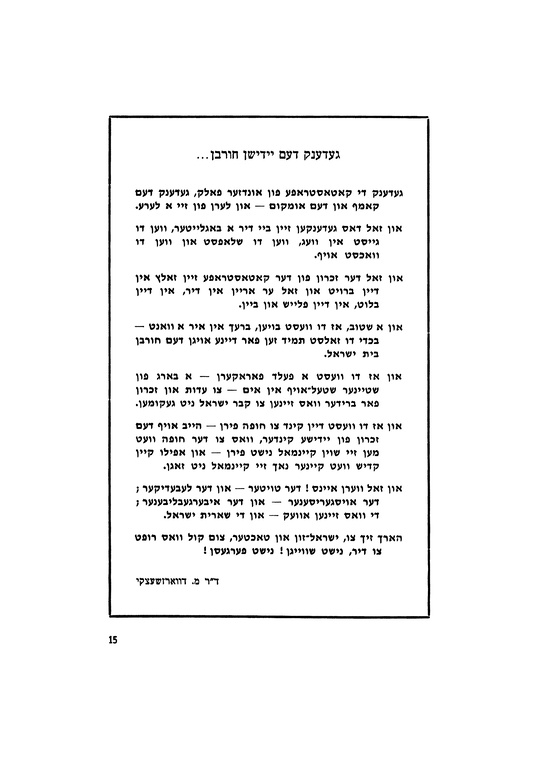 געדענק דעם יידישן חורבן...
געדענק די קאטאסטראפע פון אונדזער פאלק, געדענק דעם
קאמף און דעם אומקום — און לערן פון זיי א לערע.
און זאל דאס געדענקען זיין ביי דיר א באגלייטער, ווען דו
גייסט אין וועג, ווען דו שלאפסט און ווען דו
וואכסט אויף.
און זאל דער זכרון פון דער קאטאסטראפע זיין זאלץ אין
דיין ברויט און זאל ער אריין אין דיר, אין דיין
בלוט, אין דיין פלייש און ביין.
און א שטוב, אז דו וועסט בויען, ברעך אין איר א וואנט —
בכדי דו זאלסט תמיד זען פאר דיינע אויגן דעם חורבן
בית ישראל.
און אז דו וועסט א פעלד פאראקערן — א בארג פון
שטיינער שטעל־אויף אין אים — צו עדות און זכרון
פאר ברידער וואס זיינען צו קבר ישראל ניט געקומען.
און אז דו וועסט דיין קינד צו חופה פירן — הייב אויף דעם
זכרון פון יידישע קינדער, וואס צו דער חופה וועט
מען זיי שוין קיינמאל נישט פירן — און אפילו קיין
קדיש וועט קיינער נאך זיי קיינמאל ניט זאגן.
און זאל ווערן איינס! דער טויטער — און דער לעבעדיקער;
דער אויסגעריסענער — און דער איבערגעבליבענער;
די וואס זיינען אוועק — און די שארית ישראל.
הארך זיך צו, ישראל־זון און טאכטער, צום קול וואס רופט
צו דיר, נישט שווייגן! נישט פערגעסן!
ד״ר מ. דווארזשעצקי
15